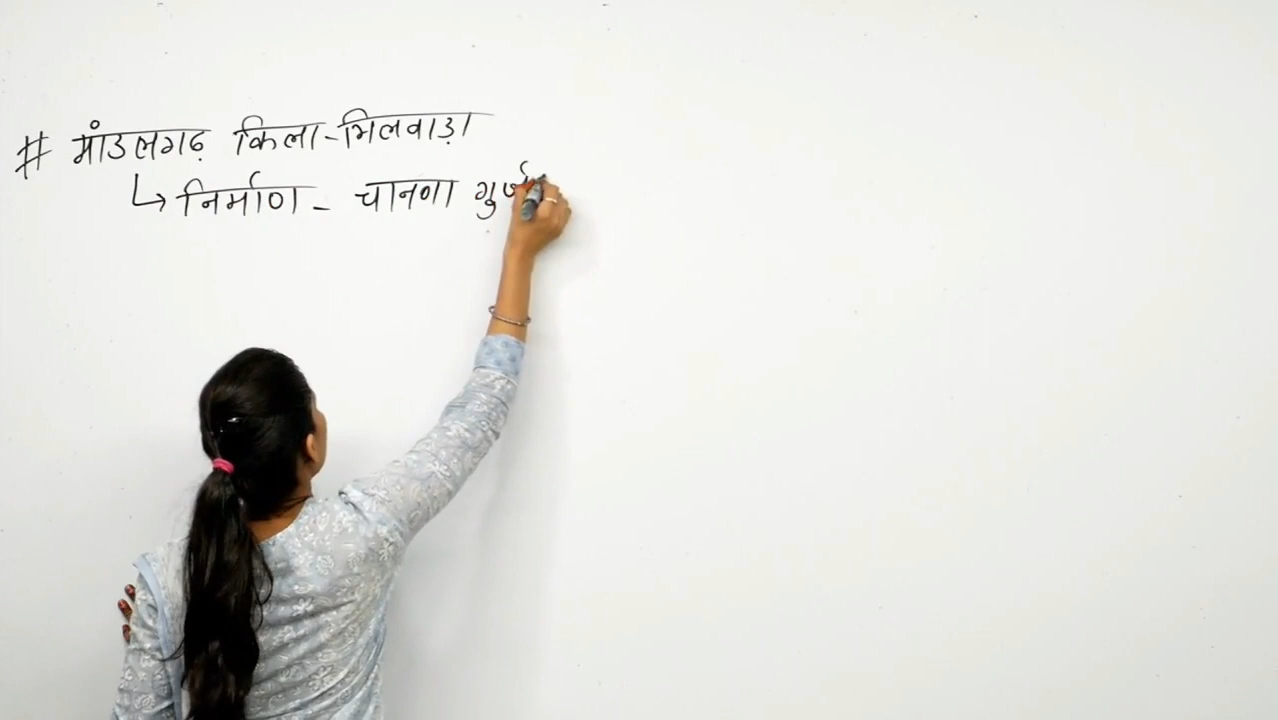 # मांडलगढ़ किला-भिलवाड़ा
↳ निर्माण - चानणा